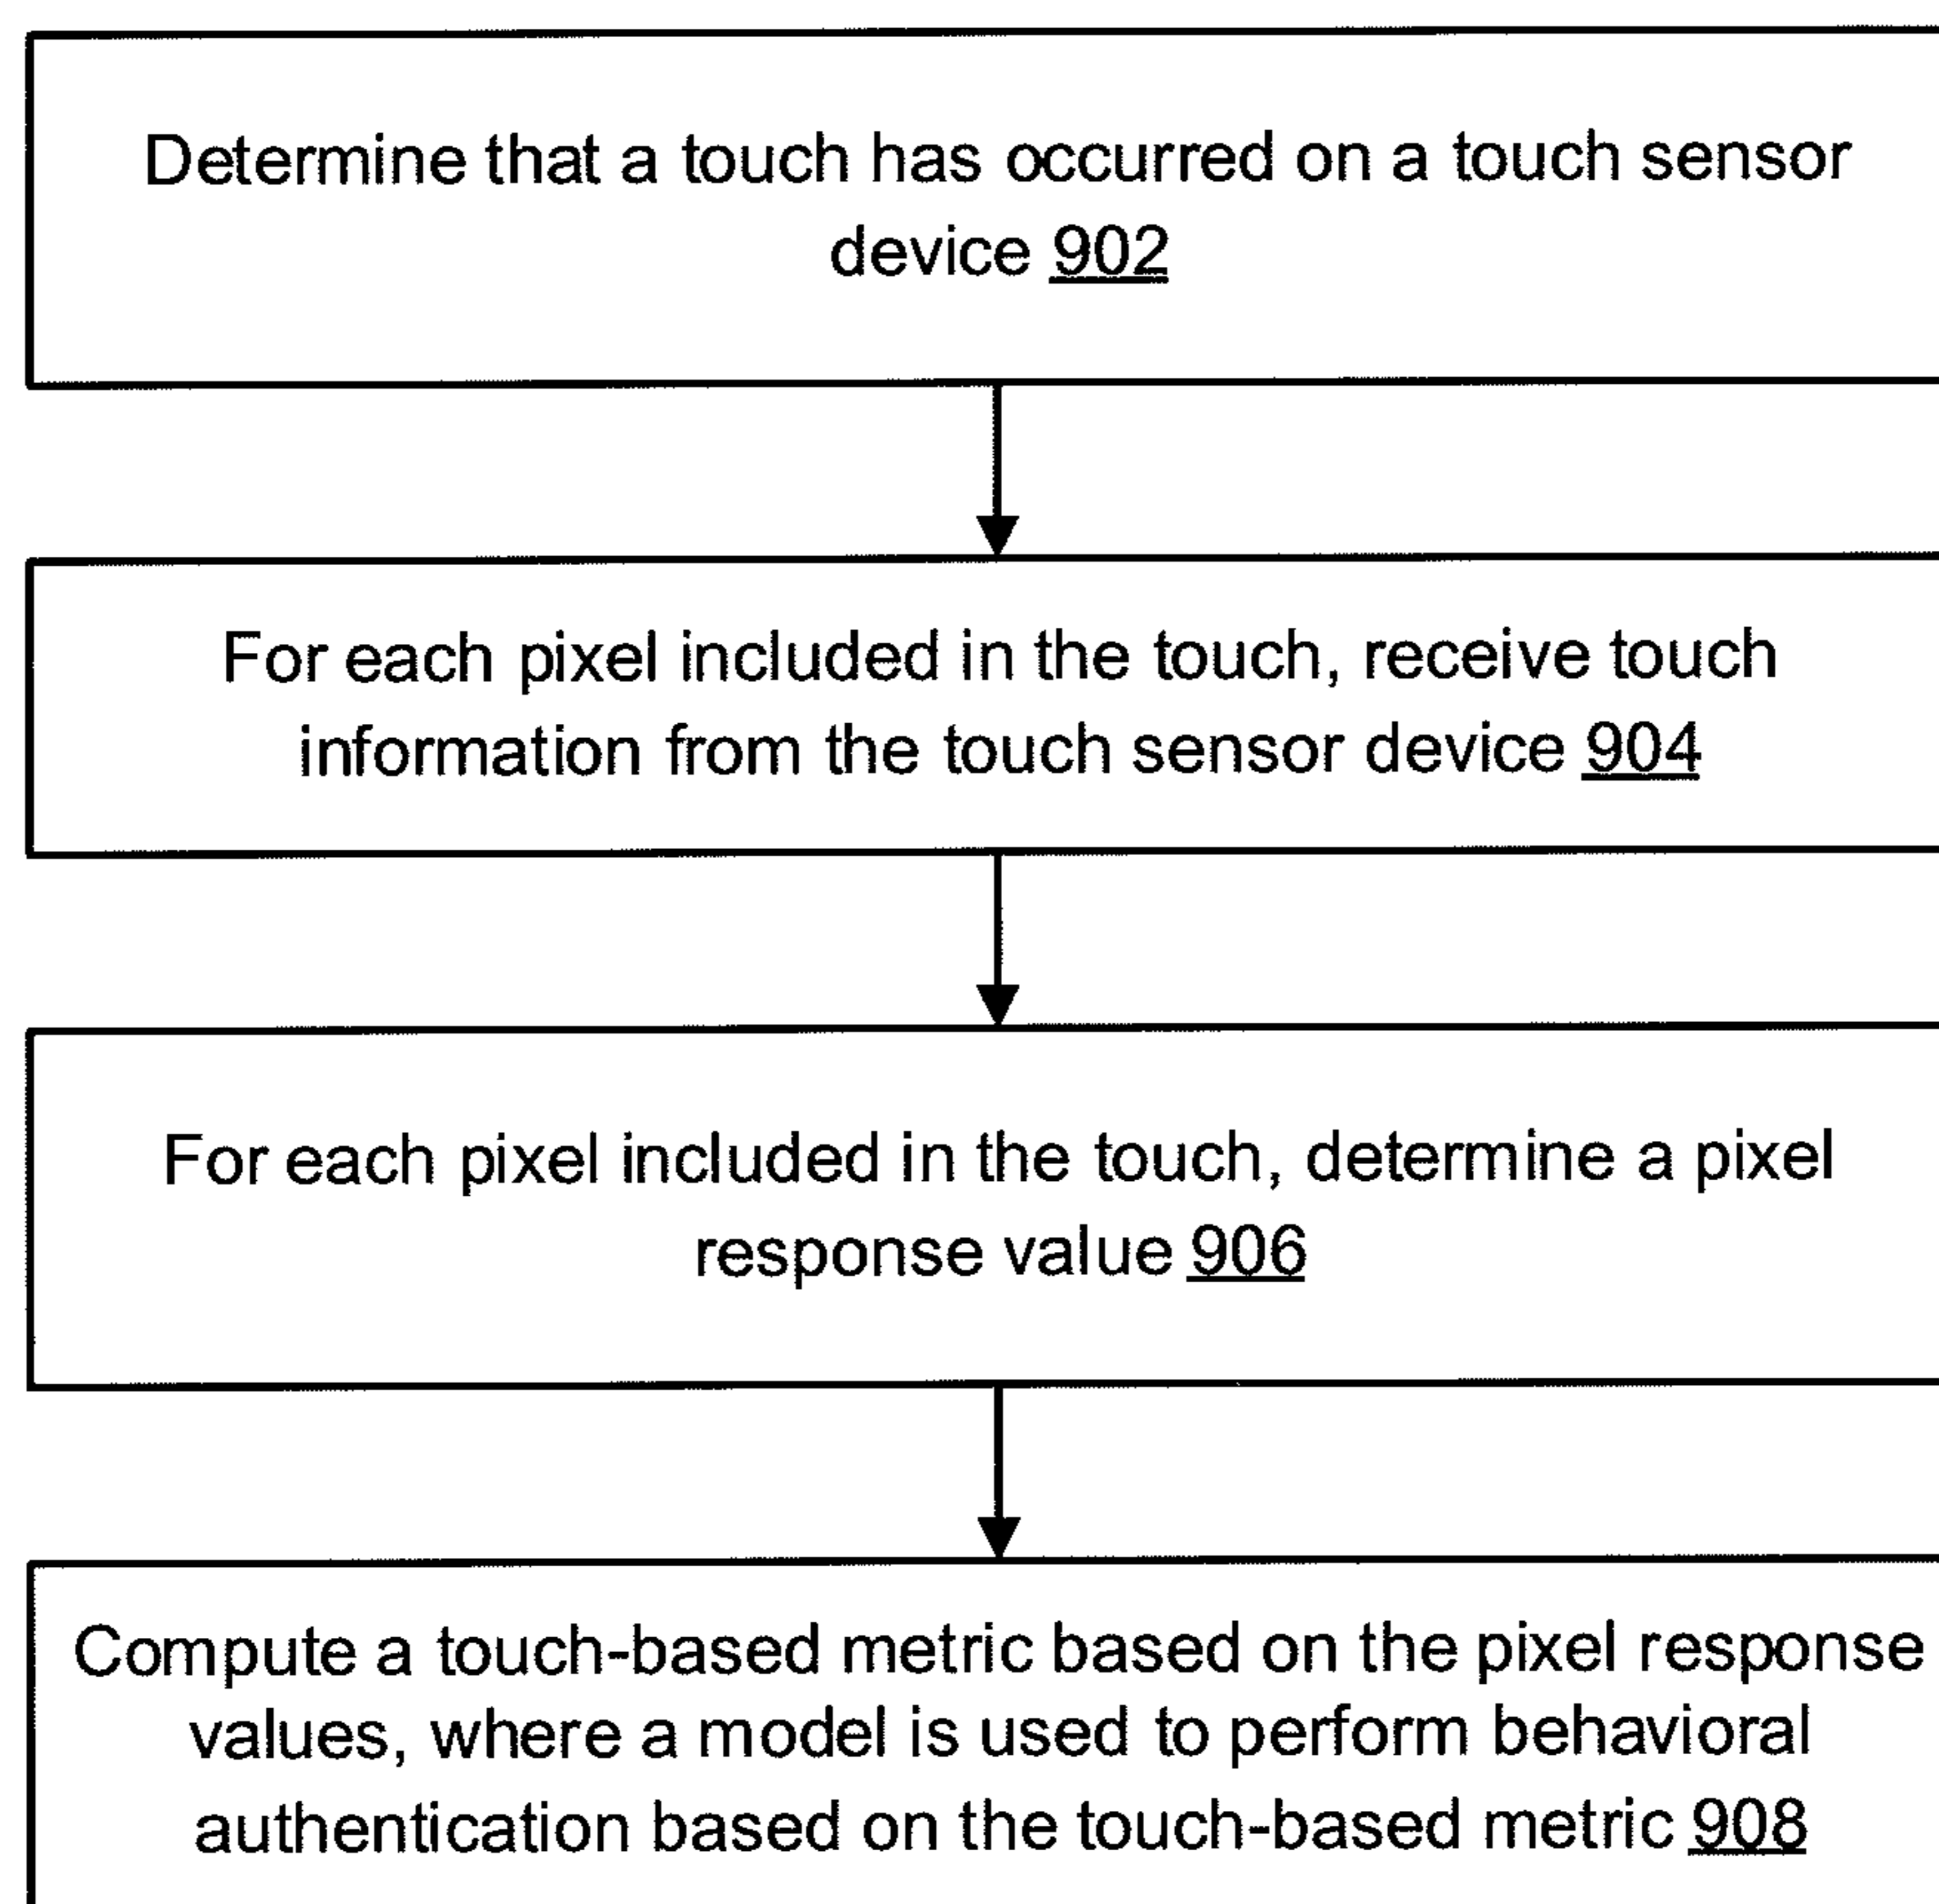 Determine that a touch has occurred on a touch sensor
device 902
For each pixel included in the touch, receive touch
information from the touch sensor device 904
For each pixel included in the touch, determine a pixel
response value 906
Compute a touch-based metric based on the pixel response
values, where a model is used to perform behavioral
authentication based on the touch-based metric 908